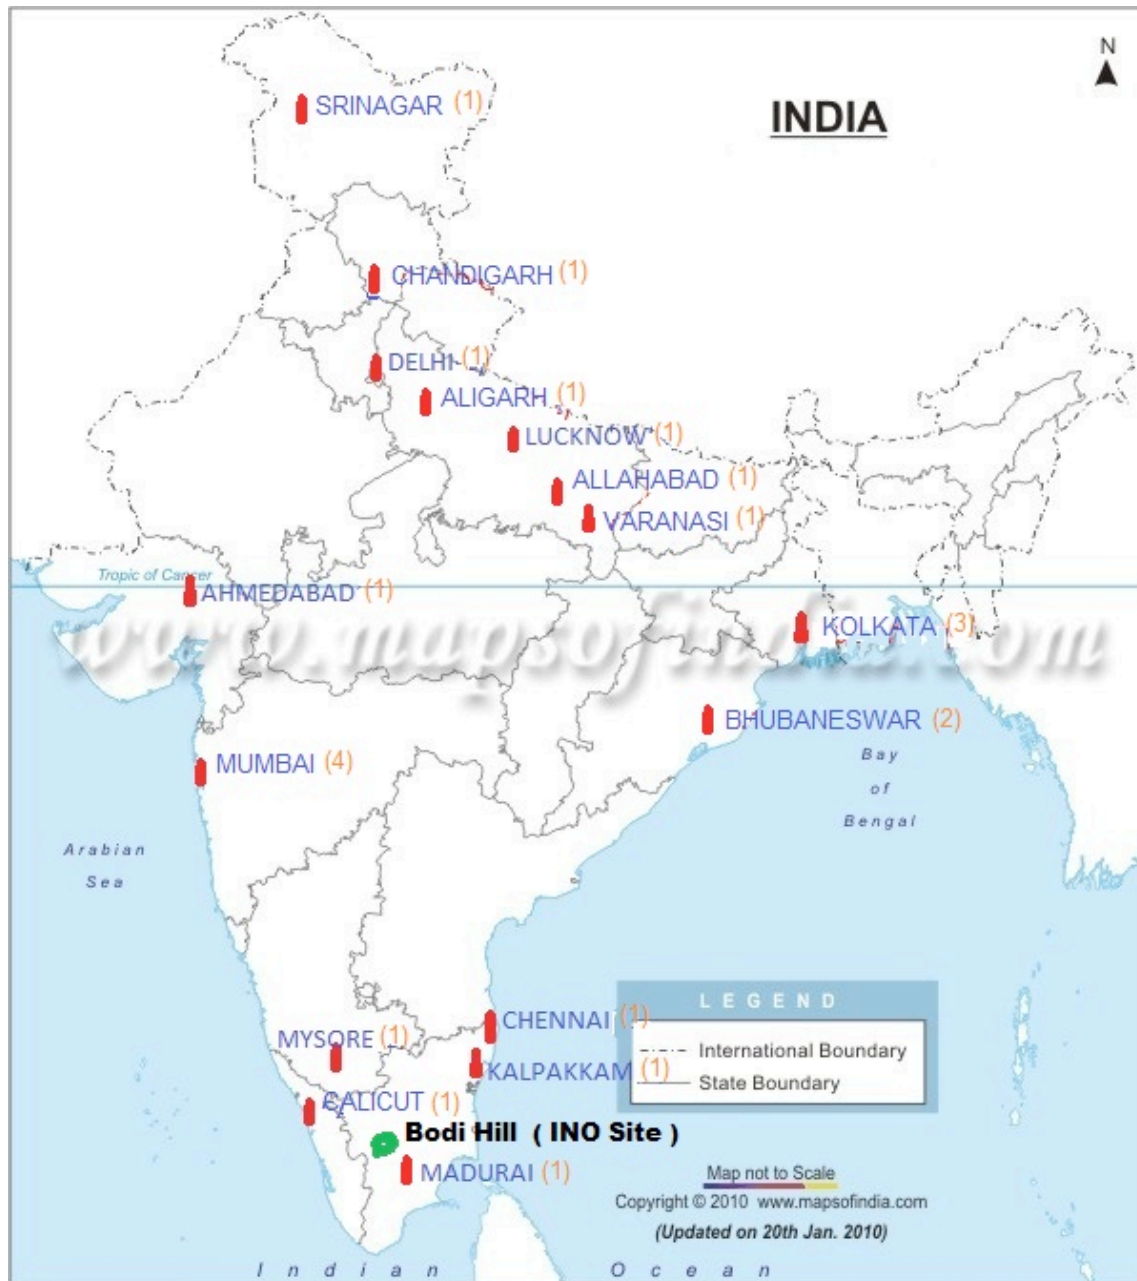 N
INDIA
SRINAGAR (1)
CHANDIGARH (1)
DELHI (1)
ALIGARH (1)
LUCKNOW (1)
ALLAHABAD (1)
VARANASI (1)
Tropic of Cancer
AHMEDABAD (1)
www.mapsofindia.com
KOLKATA (3)
BHUBANESWAR (2)
MUMBAI (4)
Bay
of
Bengal
Arabian
Sea
LEGEND
International Boundary
State Boundary
CHENNAI (1)
MYSORE (1)
KALPAKKAM (1)
CALICUT (1)
Bodi Hill ( INO Site )
MADURAI (1)
Map not to Scale
Copyright © 2010 www.mapsofindia.com
(Updated on 20th Jan. 2010)
Indian Ocean